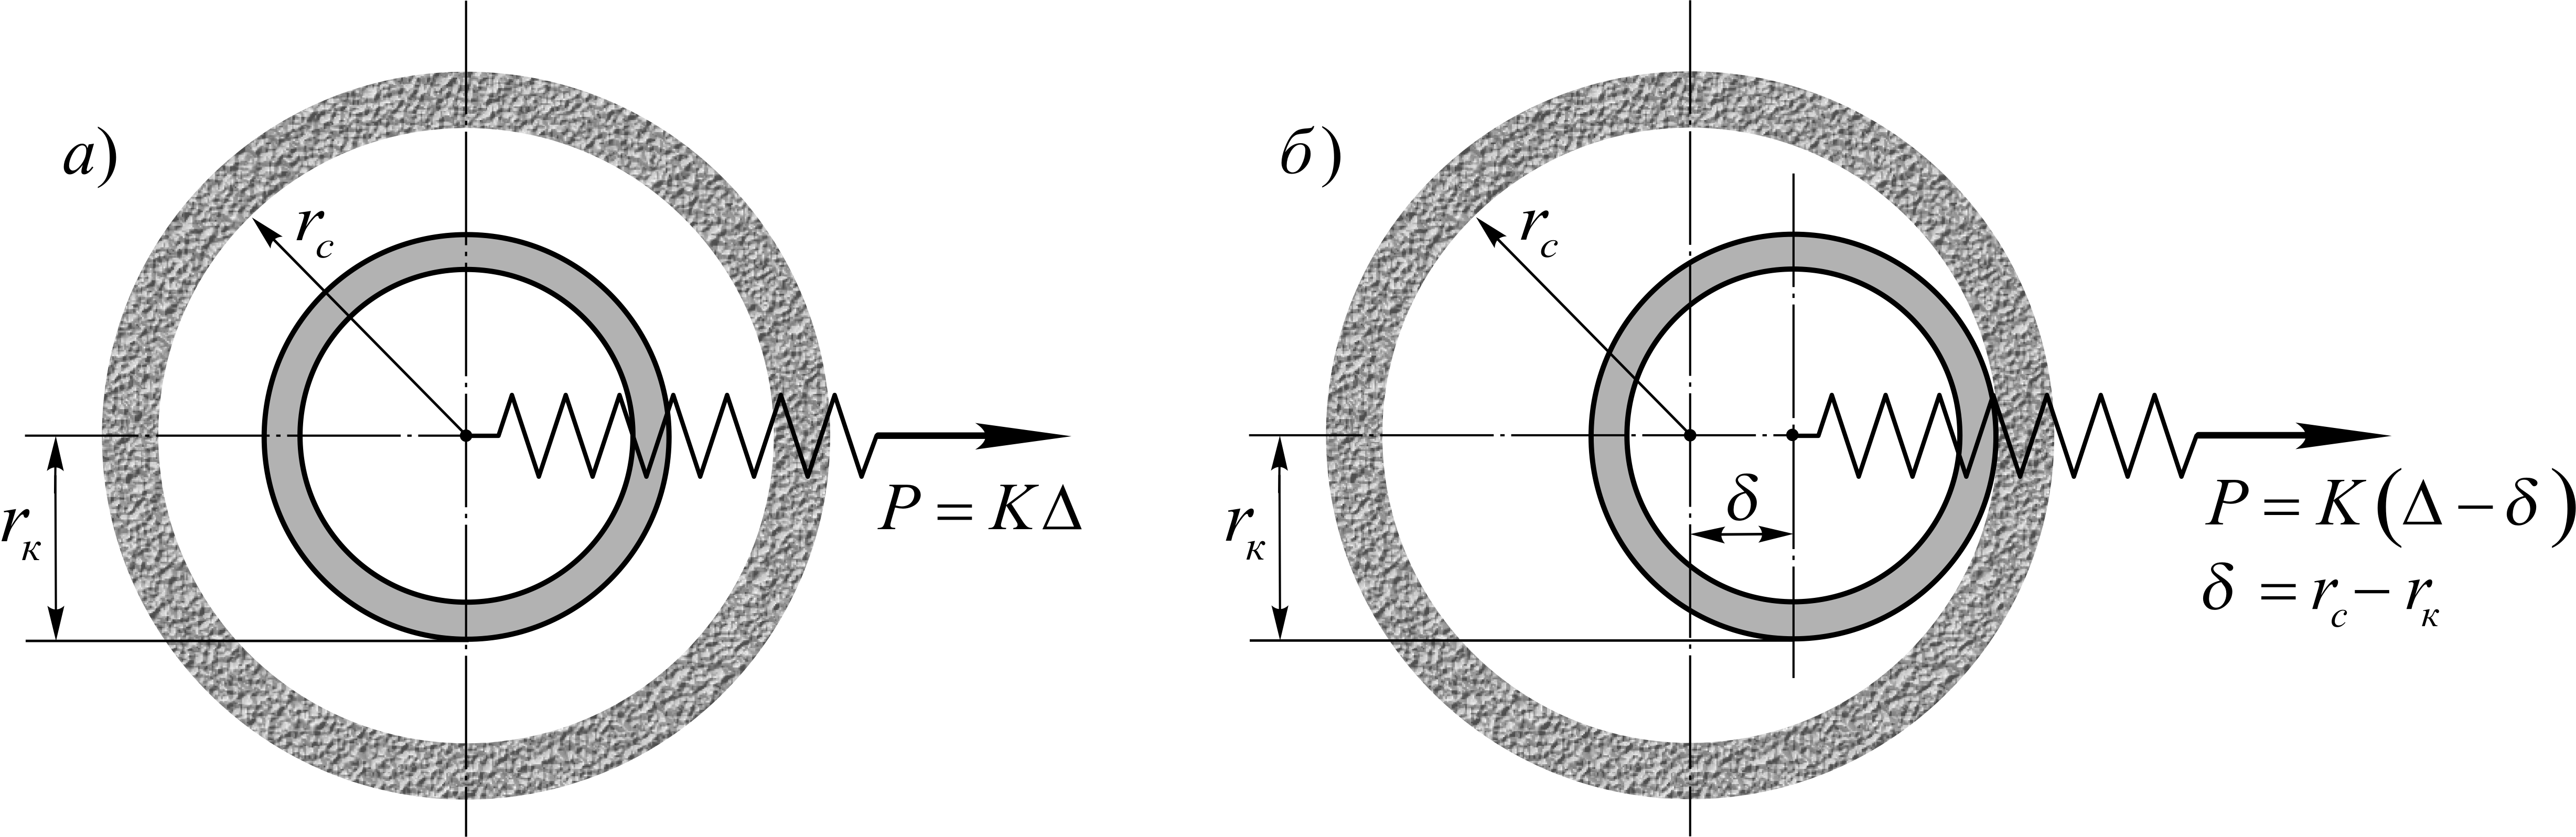 а)
r_c
r_к
P = KΔ
б)
r_c
r_к
δ
P = K(Δ − δ)
δ = r_c − r_к